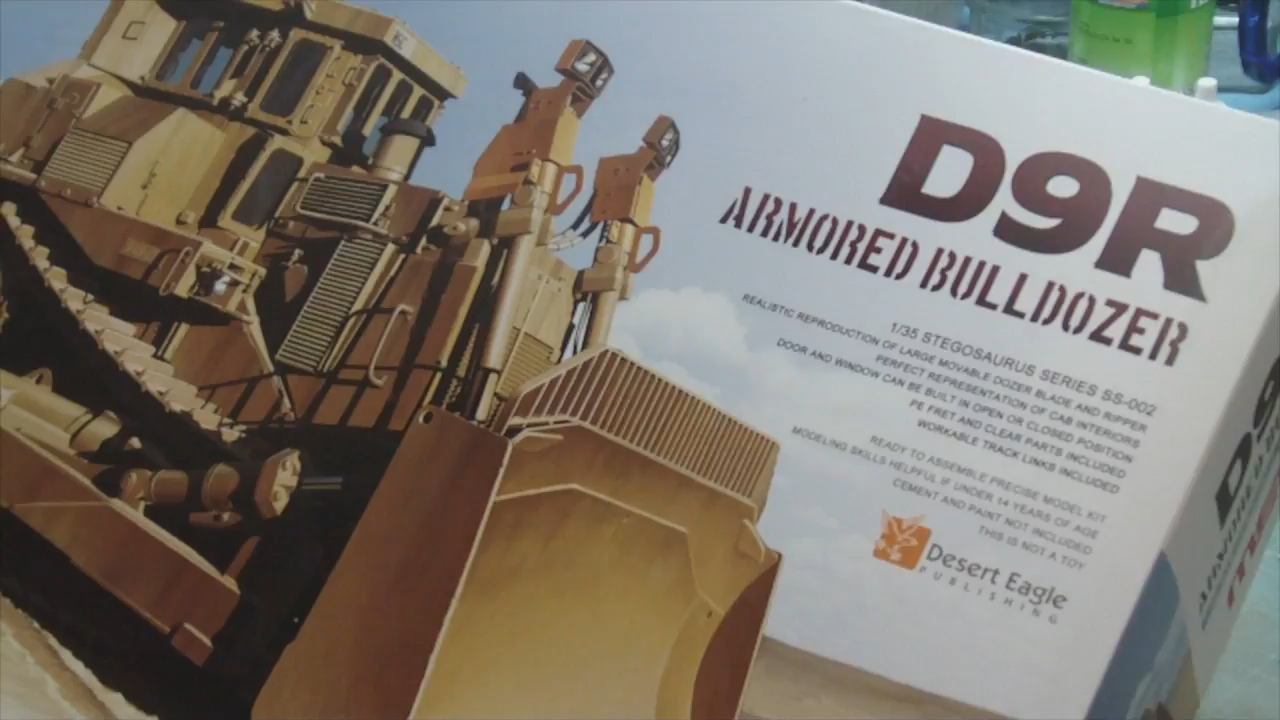 D9R
ARMORED BULLDOZER
1/35 STEGOSAURUS SERIES SS-002
REALISTIC REPRODUCTION OF LARGE MOVABLE DOZER BLADE AND RIPPER
PERFECT REPRESENTATION OF CAB INTERIORS
DOOR AND WINDOW CAN BE BUILT IN OPEN OR CLOSED POSITION
PE FRET AND CLEAR PARTS INCLUDED
WORKABLE TRACK LINKS INCLUDED
READY TO ASSEMBLE PRECISE MODEL KIT
MODELING SKILLS HELPFUL IF UNDER 14 YEARS OF AGE
CEMENT AND PAINT NOT INCLUDED
THIS IS NOT A TOY
Desert Eagle
PUBLISHING
D9